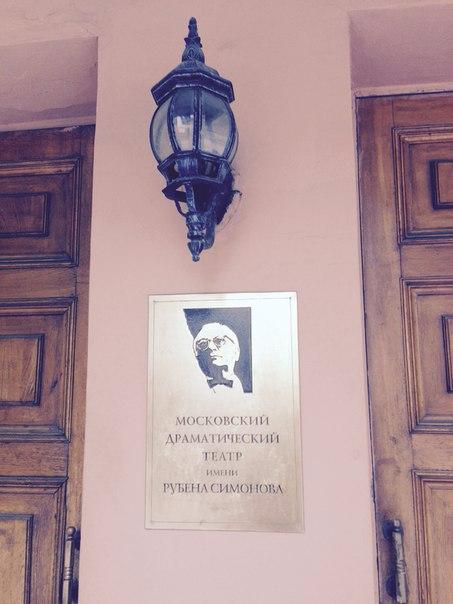 МОСКОВСКИЙ
ДРАМАТИЧЕСКИЙ
ТЕАТР
ИМЕНИ
РУБЕНА СИМОНОВА